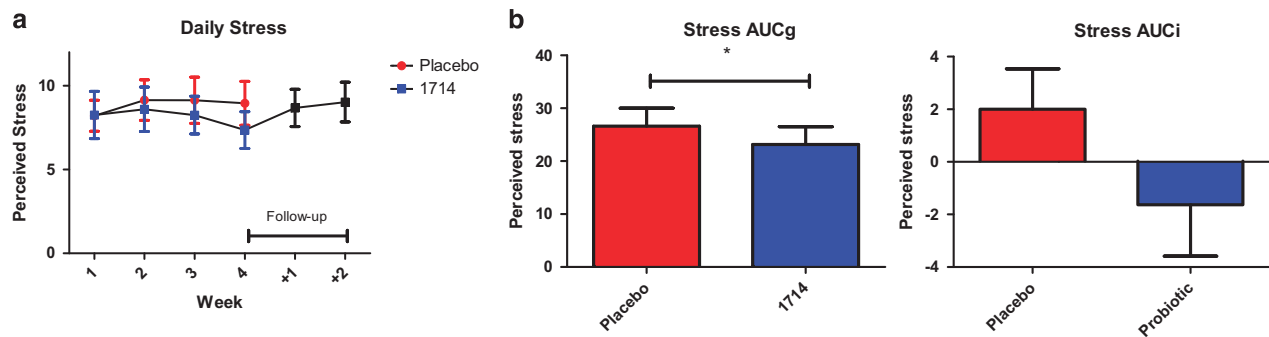 a
Daily Stress
Perceived Stress
10
5
0
Placebo
1714
Follow-up
1
2
3
4
+1
+2
Week
b
Stress AUCg
*
Perceived stress
40
30
20
10
0
Placebo
1714
Stress AUCi
Perceived stress
4
2
0
-2
-4
Placebo
Probiotic